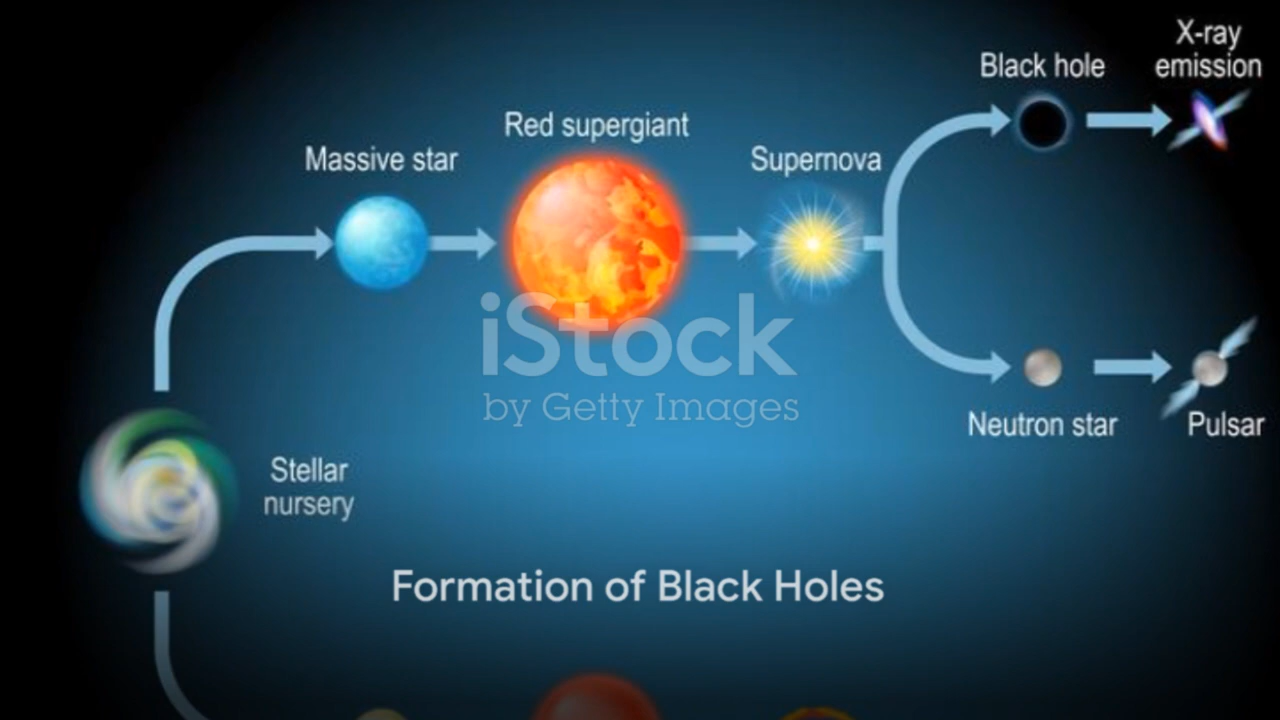 X-ray
emission
Black hole
Red supergiant
Massive star
Supernova
iStock
by Getty Images
Neutron star
Pulsar
Stellar
nursery
Formation of Black Holes